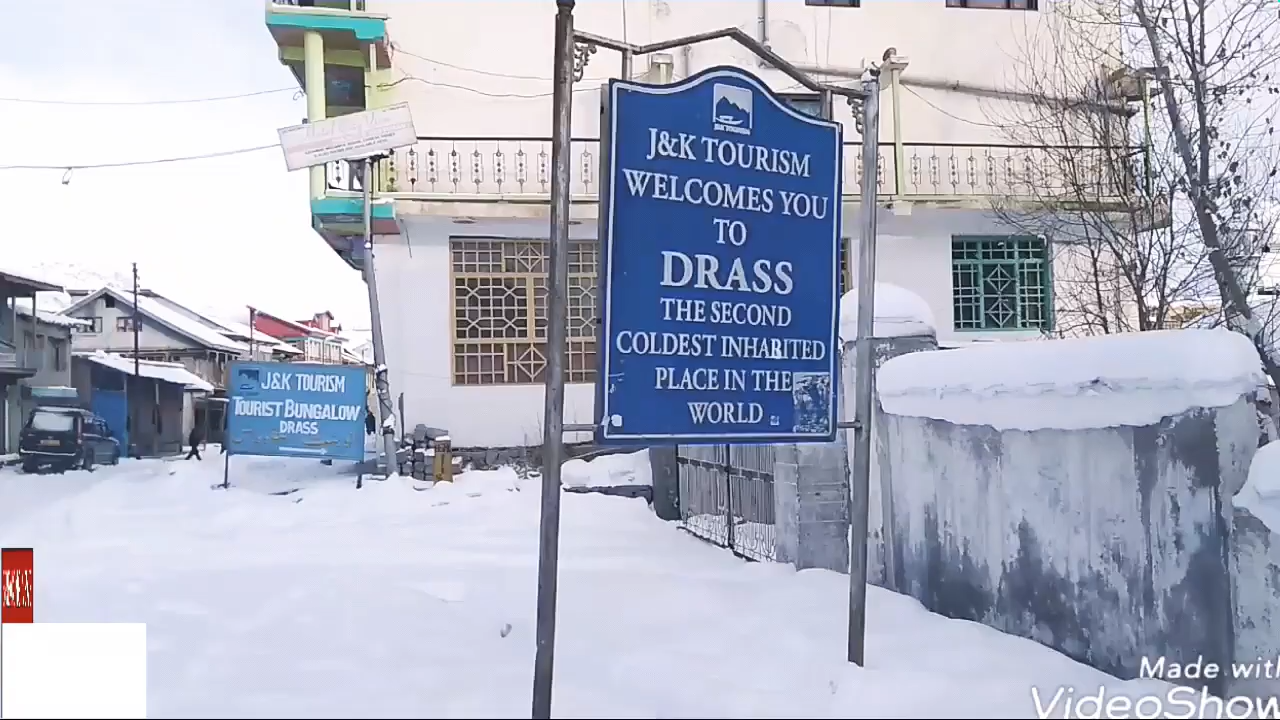 J&K TOURISM
WELCOMES YOU
TO
DRASS
THE SECOND
COLDEST INHABITED
PLACE IN THE
WORLD
J&K TOURISM
TOURIST BUNGALOW
DRASS
Made with
VideoShow